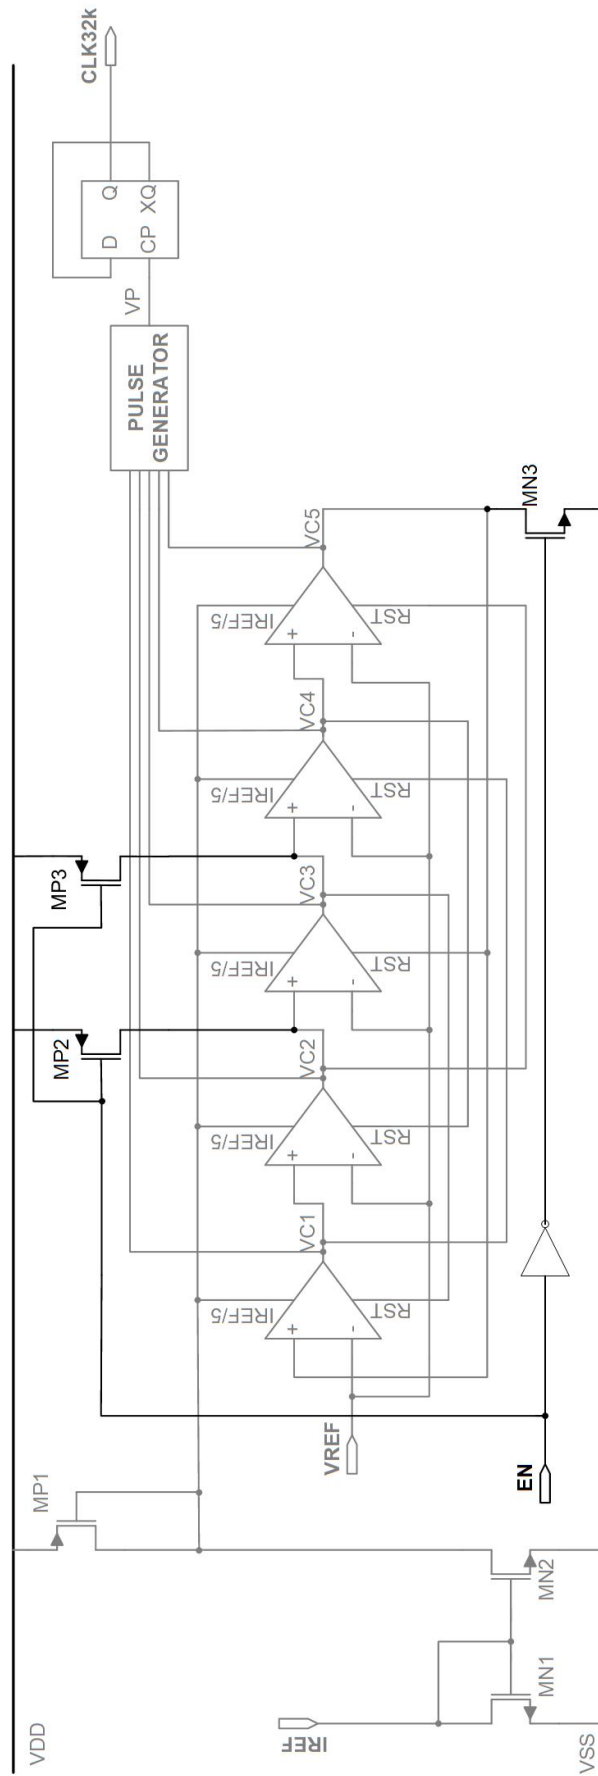 VDD
IREF
MN1
VSS
MP1
MN2
VREF
EN
+
-
IREF/5
RST
VC1
+
-
IREF/5
RST
VC2
MP2
+
-
IREF/5
RST
VC3
MP3
+
-
IREF/5
RST
VC4
+
-
IREF/5
RST
VC5
MN3
PULSE
GENERATOR
VP
D Q
CP XQ
CLK32k